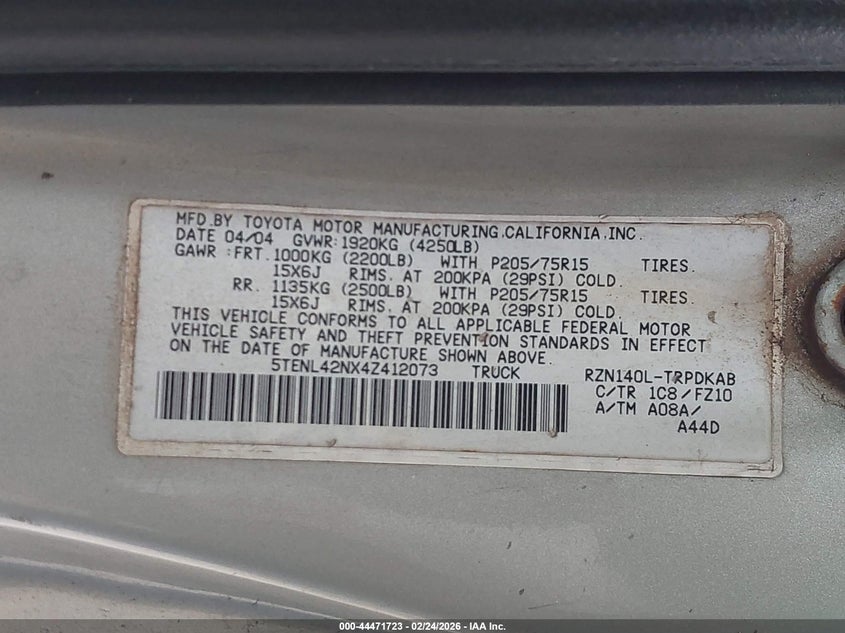 MFD.BY TOYOTA MOTOR MANUFACTURING.CALIFORNIA.INC.
DATE 04/04 GVWR:1920KG (4250LB)
GAWR :FRT.1000KG (2200LB) WITH P205/75R15 TIRES.
15X6J RIMS. AT 200KPA (29PSI) COLD.
RR. 1135KG (2500LB) WITH P205/75R15 TIRES.
15X6J RIMS. AT 200KPA (29PSI) COLD.
THIS VEHICLE CONFORMS TO ALL APPLICABLE FEDERAL MOTOR
VEHICLE SAFETY AND THEFT PREVENTION STANDARDS IN EFFECT
ON THE DATE OF MANUFACTURE SHOWN ABOVE.
5TENL42NX4Z412073 TRUCK RZN140L-TRPDKAB
C/TR 1C8/FZ10
A/TM A08A/
A44D
000-44471723 - 02/24/2026 - IAA Inc.